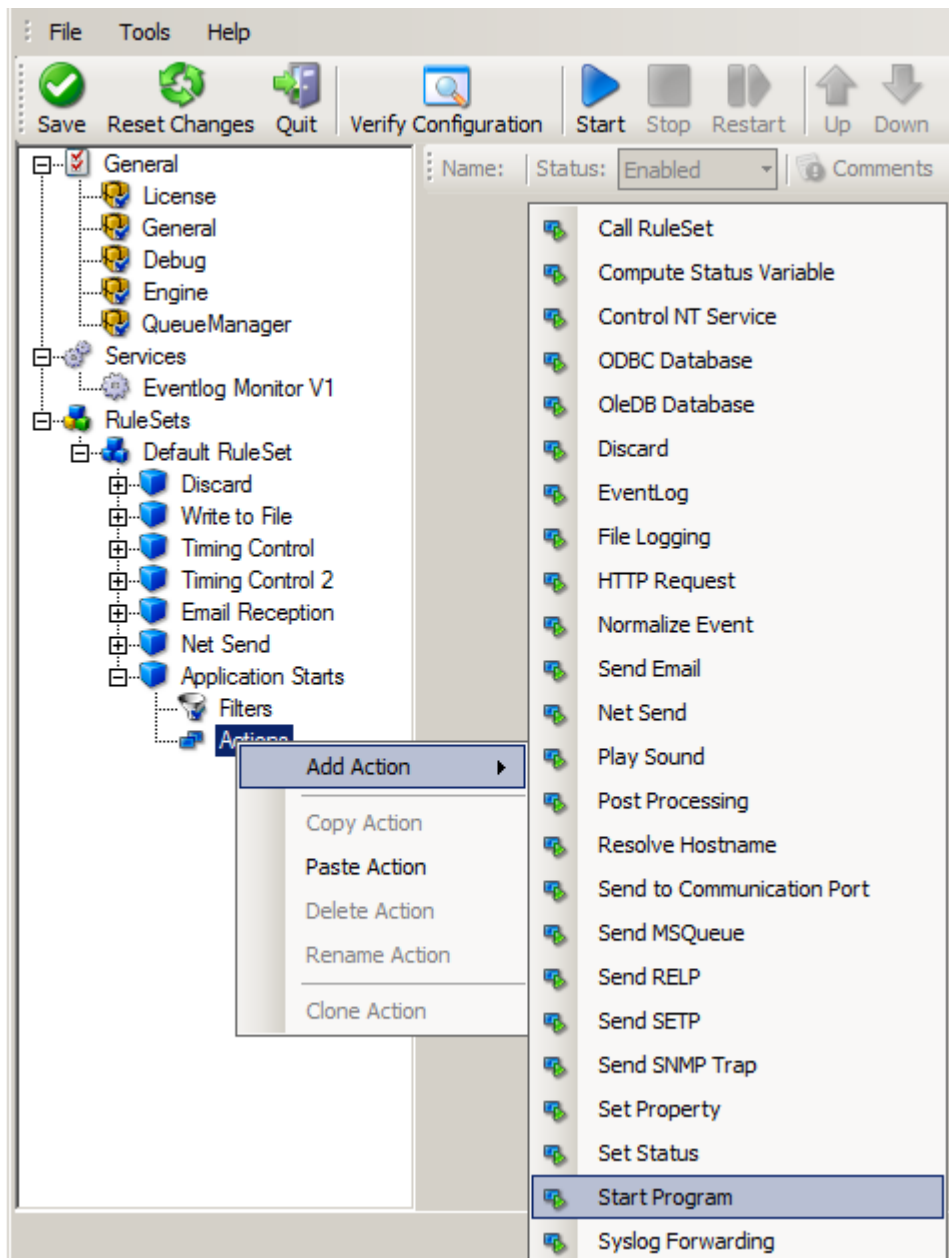 File Tools Help
Save Reset Changes Quit Verify Configuration Start Stop Restart Up Down
Name: Status: Enabled Comments
General
License
General
Debug
Engine
QueueManager
Services
Eventlog Monitor V1
RuleSets
Default RuleSet
Discard
Write to File
Timing Control
Timing Control 2
Email Reception
Net Send
Application Starts
Filters
Actions
Add Action
Copy Action
Paste Action
Delete Action
Rename Action
Clone Action
Call RuleSet
Compute Status Variable
Control NT Service
ODBC Database
OleDB Database
Discard
EventLog
File Logging
HTTP Request
Normalize Event
Send Email
Net Send
Play Sound
Post Processing
Resolve Hostname
Send to Communication Port
Send MSQueue
Send RELP
Send SETP
Send SNMP Trap
Set Property
Set Status
Start Program
Syslog Forwarding